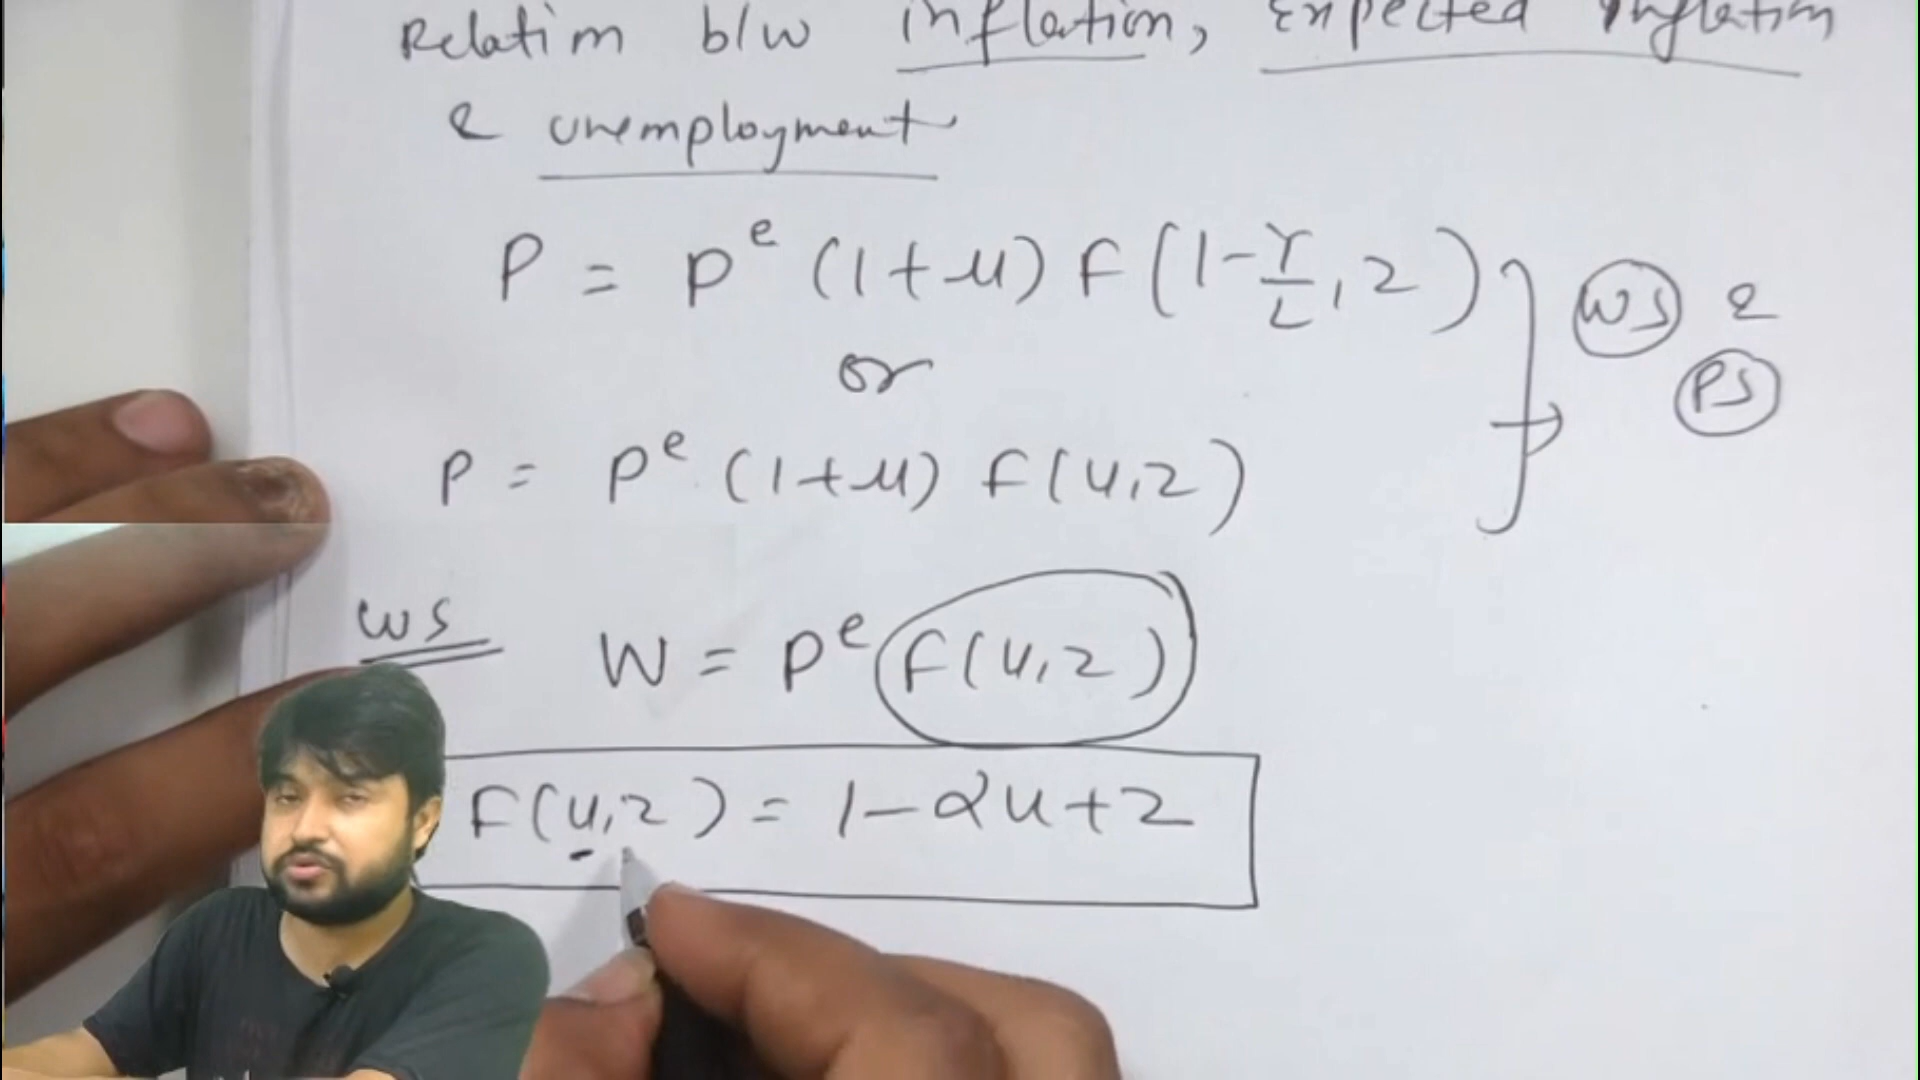 Relation b/w inflation, Expected inflation
& unemployment
P = P^e (1+μ) F(1-Y/L, z)
or
WS &
PS
P = P^e (1+μ) F(u,z)
WS W = P^e F(u,z)
F(u,z) = 1-αu+z